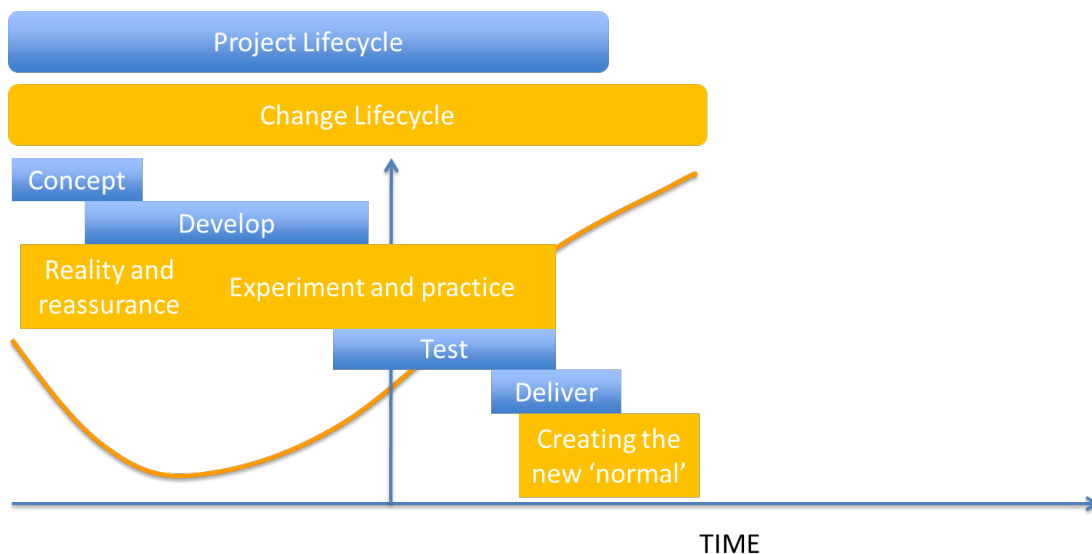 Project Lifecycle
Change Lifecycle
Concept
Develop
Reality and
reassurance
Experiment and practice
Test
Deliver
Creating the
new ‘normal’
TIME